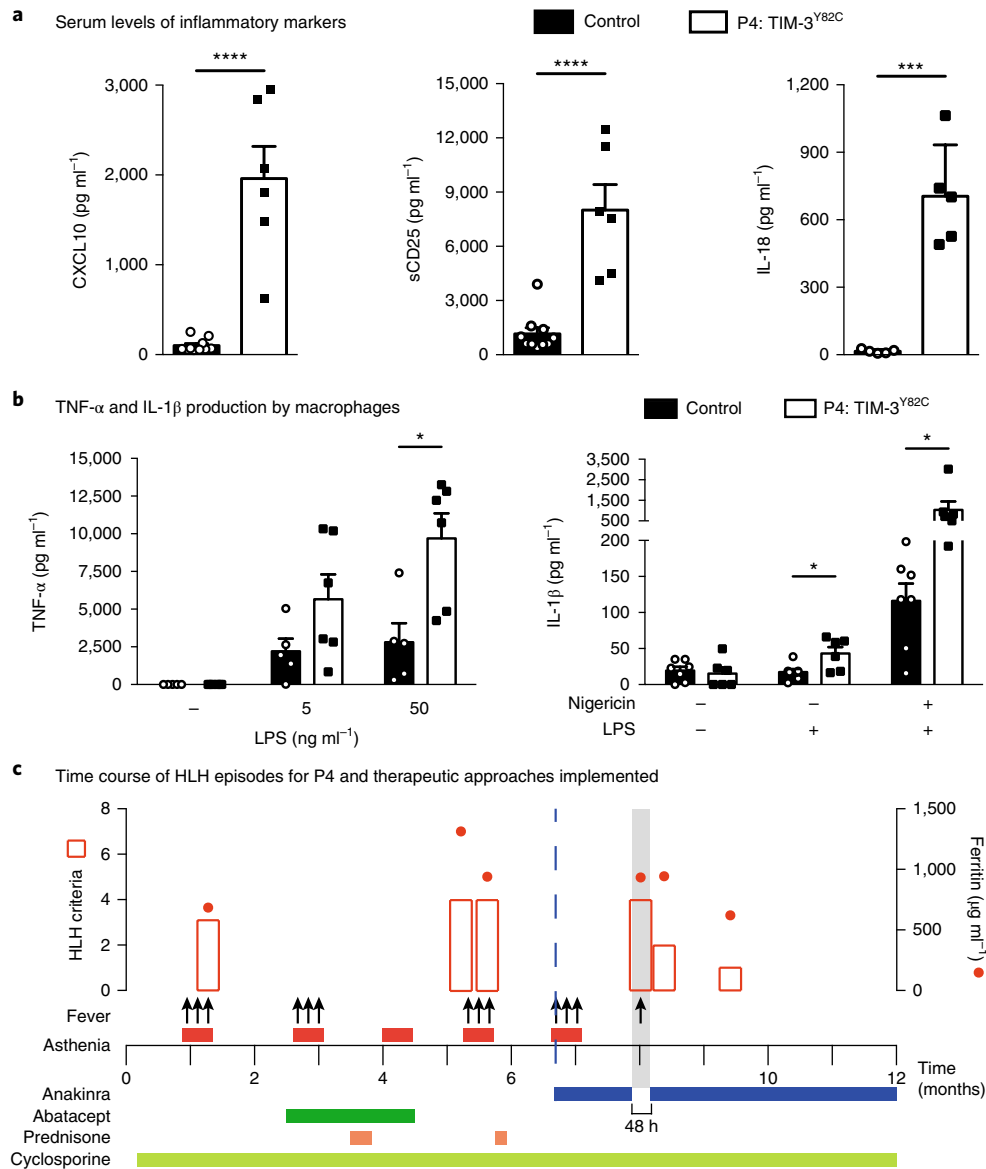 a
Serum levels of inflammatory markers
Control
P4: TIM-3Y82C
****
3,000
2,000
1,000
0
CXCL10 (pg ml−1)
****
15,000
12,000
9,000
6,000
3,000
0
sCD25 (pg ml−1)
***
1,200
900
600
300
0
IL-18 (pg ml−1)
b
TNF-α and IL-1β production by macrophages
Control
P4: TIM-3Y82C
*
15,000
12,500
10,000
7,500
5,000
2,500
0
TNF-α (pg ml−1)
– 5 50
LPS (ng ml−1)
*
*
3,500
2,500
1,500
500
200
150
100
50
0
IL-1β (pg ml−1)
Nigericin – – +
LPS – + +
c
Time course of HLH episodes for P4 and therapeutic approaches implemented
8
6
4
2
0
HLH criteria
1,500
1,000
500
0
Ferritin (μg ml−1)
Fever
Asthenia
0 2 4 6 8 10 12
Time
(months)
Anakinra
48 h
Abatacept
Prednisone
Cyclosporine